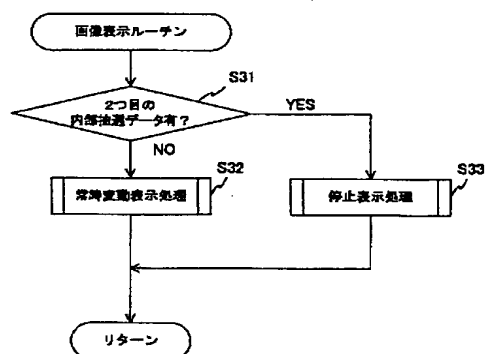 画像表示ルーチン
S31
2つ目の
内部抽選データ有？
YES
NO
S32
常時変動表示処理
S33
停止表示処理
リターン